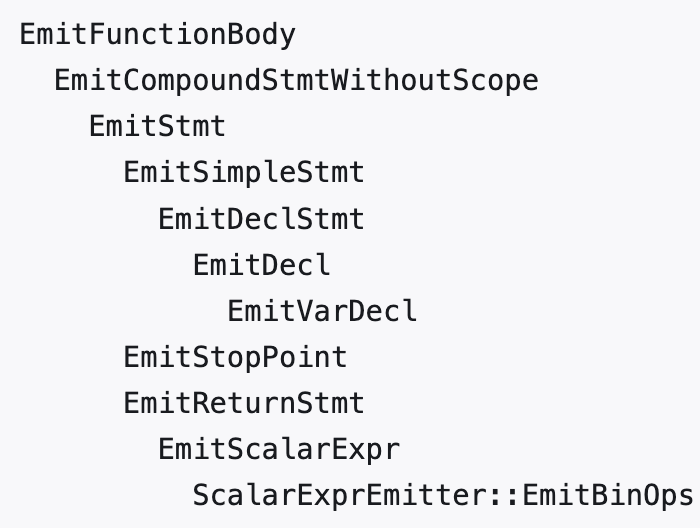 EmitFunctionBody
  EmitCompoundStmtWithoutScope
    EmitStmt
      EmitSimpleStmt
        EmitDeclStmt
          EmitDecl
            EmitVarDecl
      EmitStopPoint
      EmitReturnStmt
        EmitScalarExpr
          ScalarExprEmitter::EmitBinOps